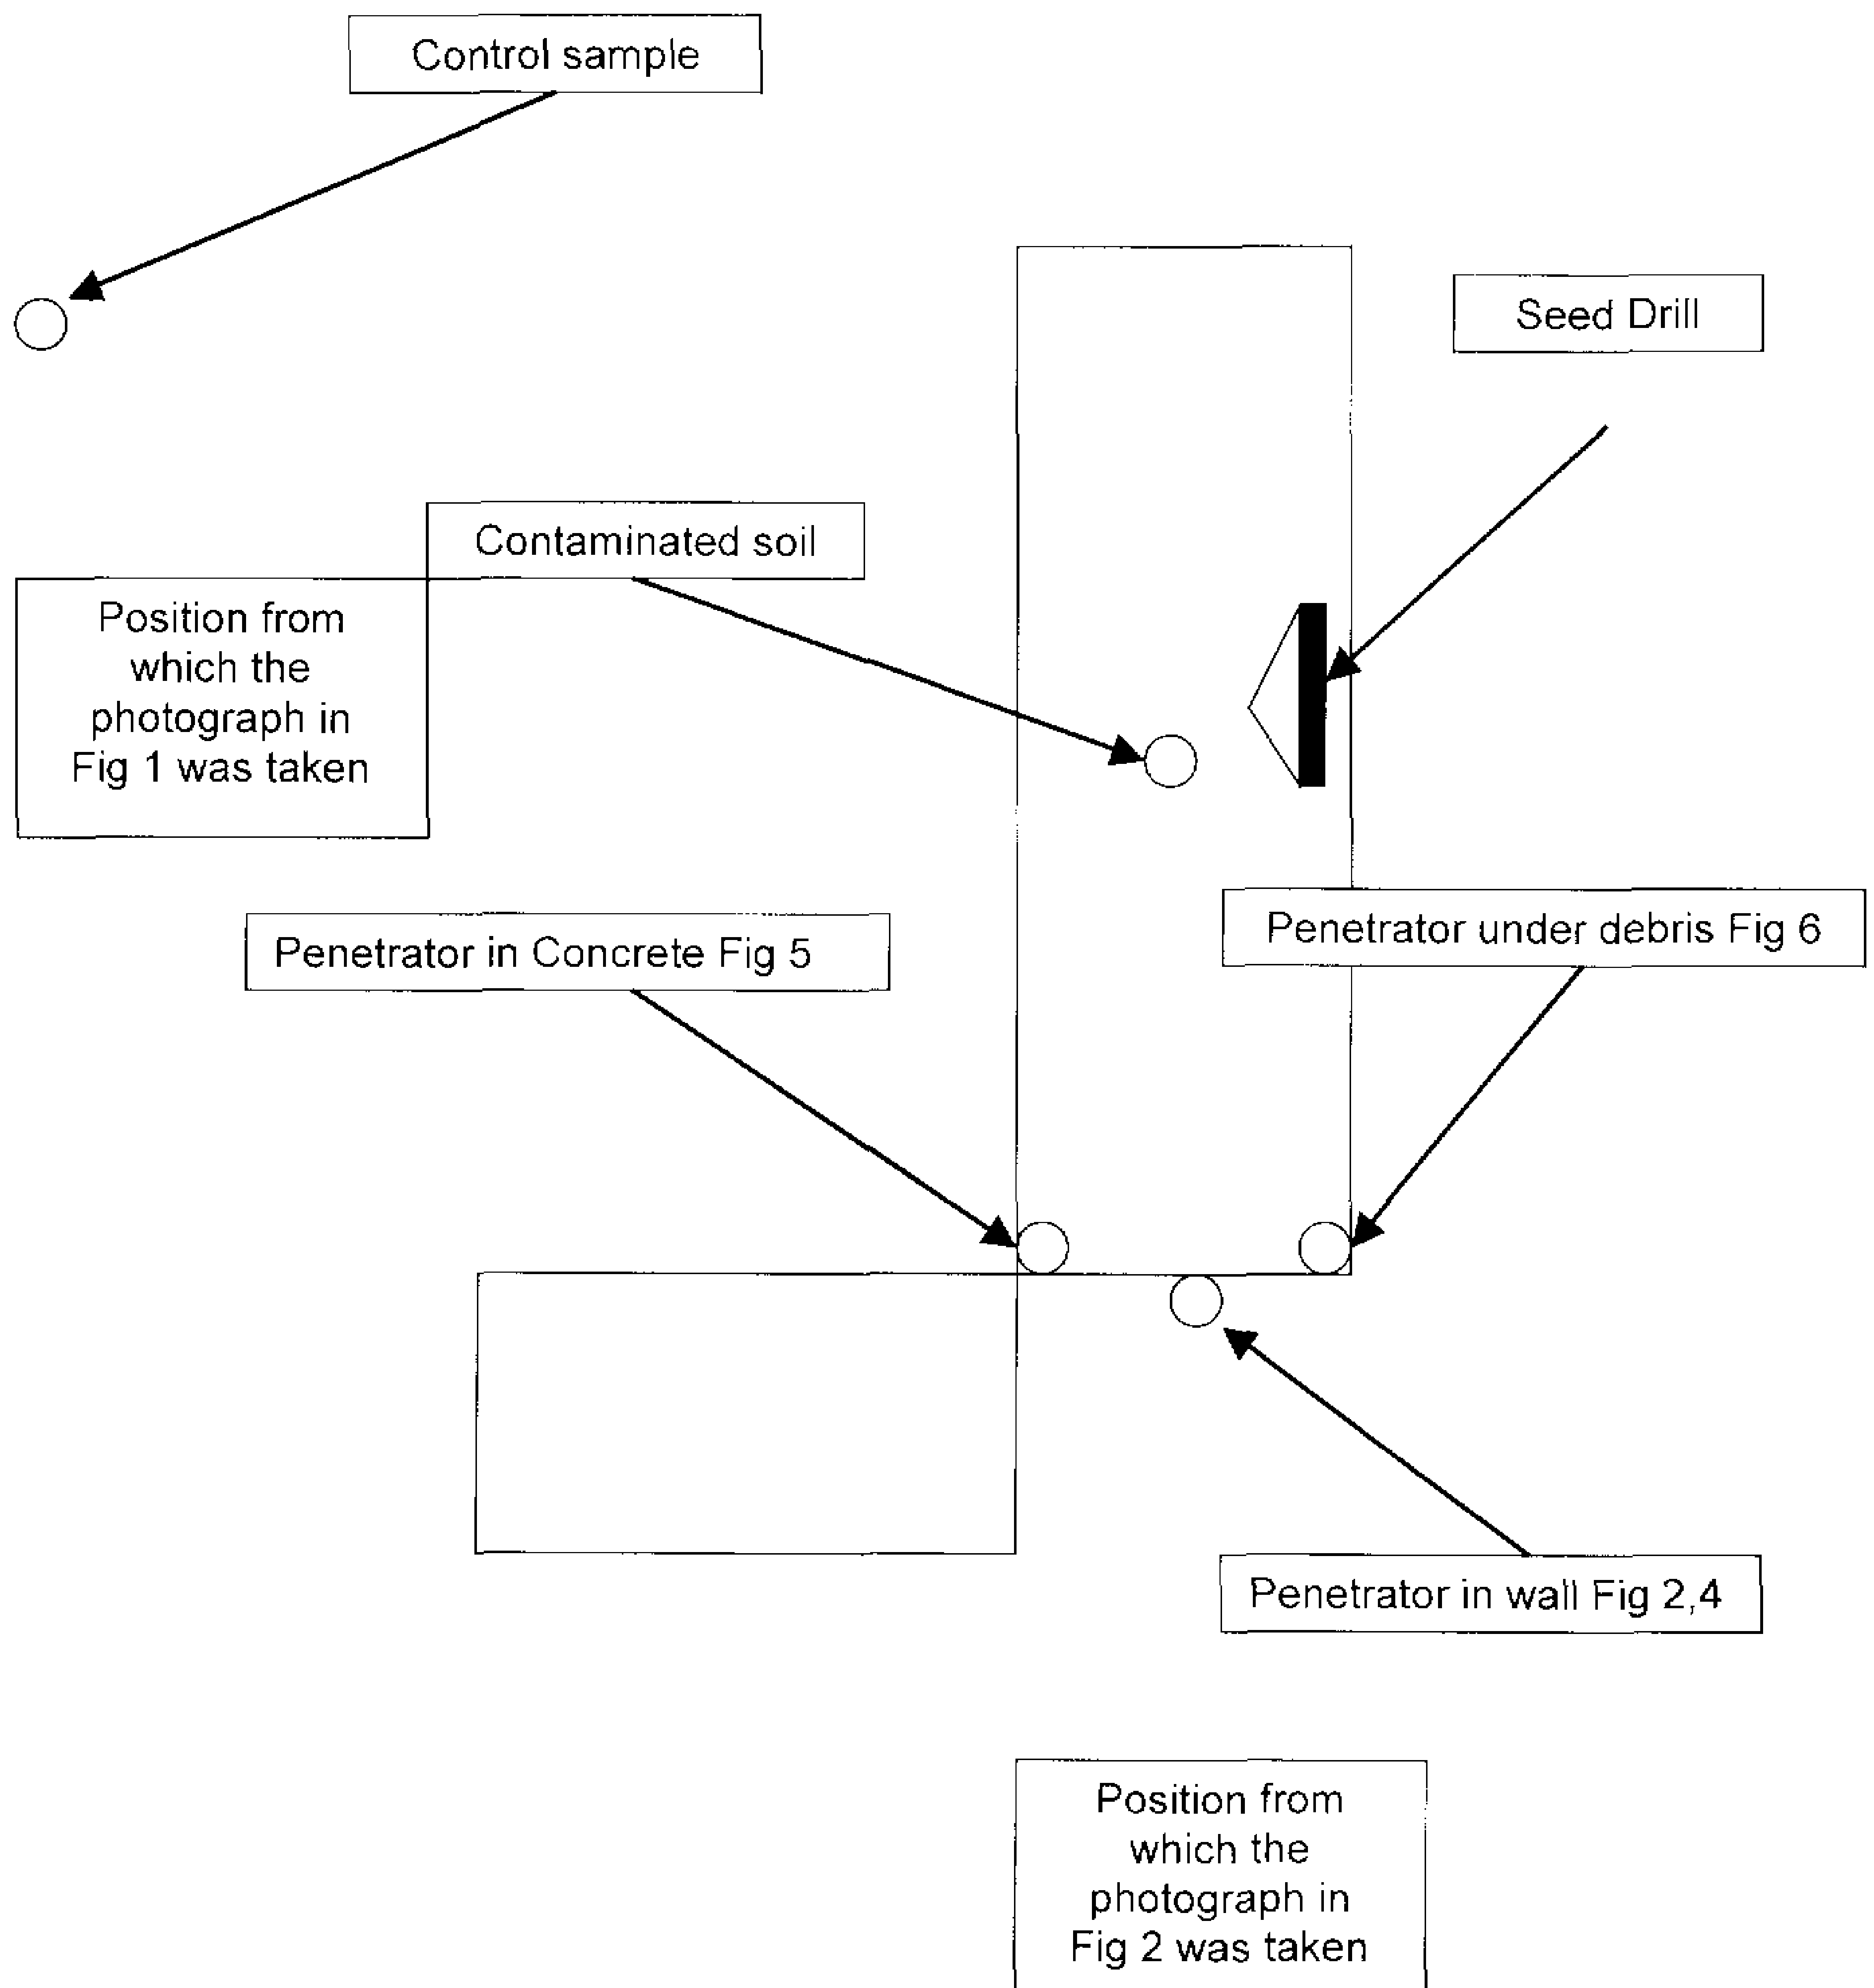 Control sample
Seed Drill
Contaminated soil
Position from
which the
photograph in
Fig 1 was taken
Penetrator in Concrete Fig 5
Penetrator under debris Fig 6
Penetrator in wall Fig 2,4
Position from
which the
photograph in
Fig 2 was taken